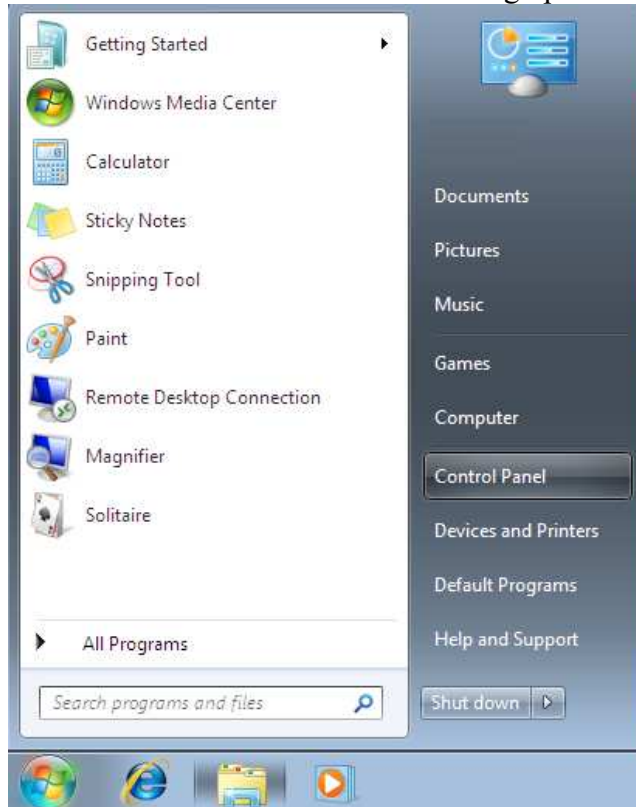 Getting Started
Windows Media Center
Calculator
Sticky Notes
Snipping Tool
Paint
Remote Desktop Connection
Magnifier
Solitaire
All Programs
Search programs and files
Documents
Pictures
Music
Games
Computer
Control Panel
Devices and Printers
Default Programs
Help and Support
Shut down